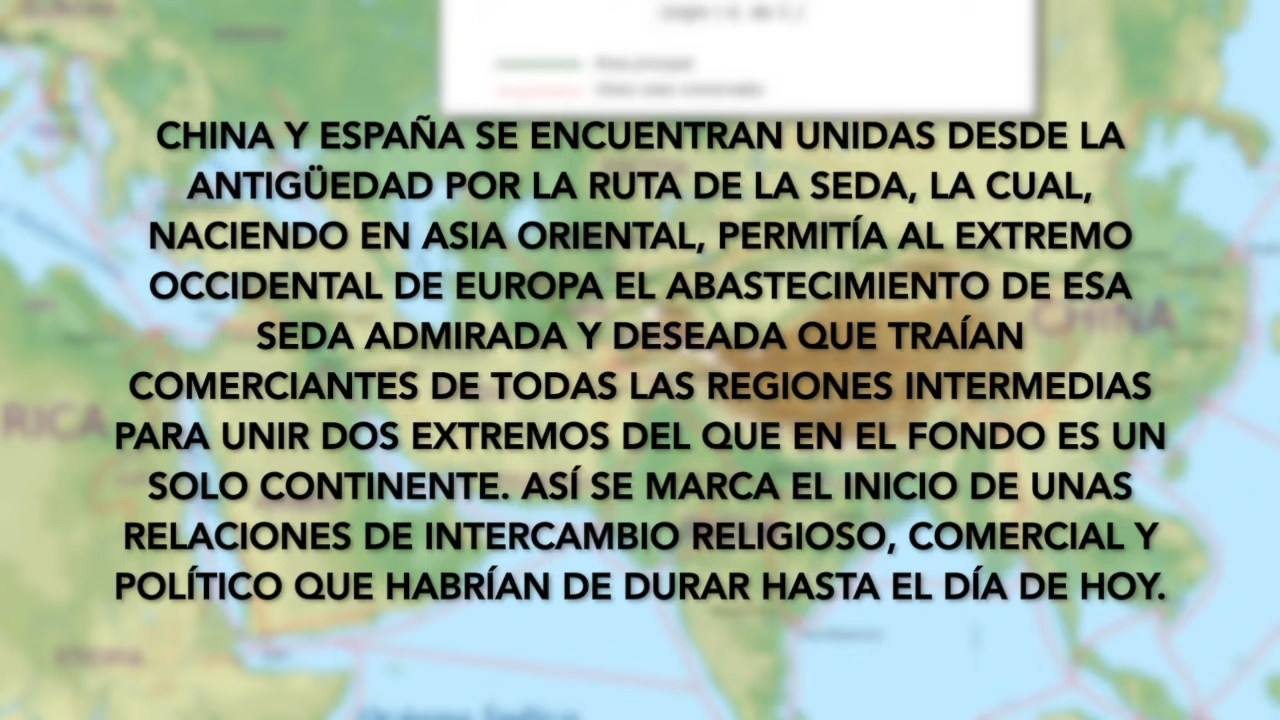 CHINA Y ESPAÑA SE ENCUENTRAN UNIDAS DESDE LA
ANTIGÜEDAD POR LA RUTA DE LA SEDA, LA CUAL,
NACIENDO EN ASIA ORIENTAL, PERMITÍA AL EXTREMO
OCCIDENTAL DE EUROPA EL ABASTECIMIENTO DE ESA
SEDA ADMIRADA Y DESEADA QUE TRAÍAN
COMERCIANTES DE TODAS LAS REGIONES INTERMEDIAS
PARA UNIR DOS EXTREMOS DEL QUE EN EL FONDO ES UN
SOLO CONTINENTE. ASÍ SE MARCA EL INICIO DE UNAS
RELACIONES DE INTERCAMBIO RELIGIOSO, COMERCIAL Y
POLÍTICO QUE HABRÍAN DE DURAR HASTA EL DÍA DE HOY.
CHINA
RICA